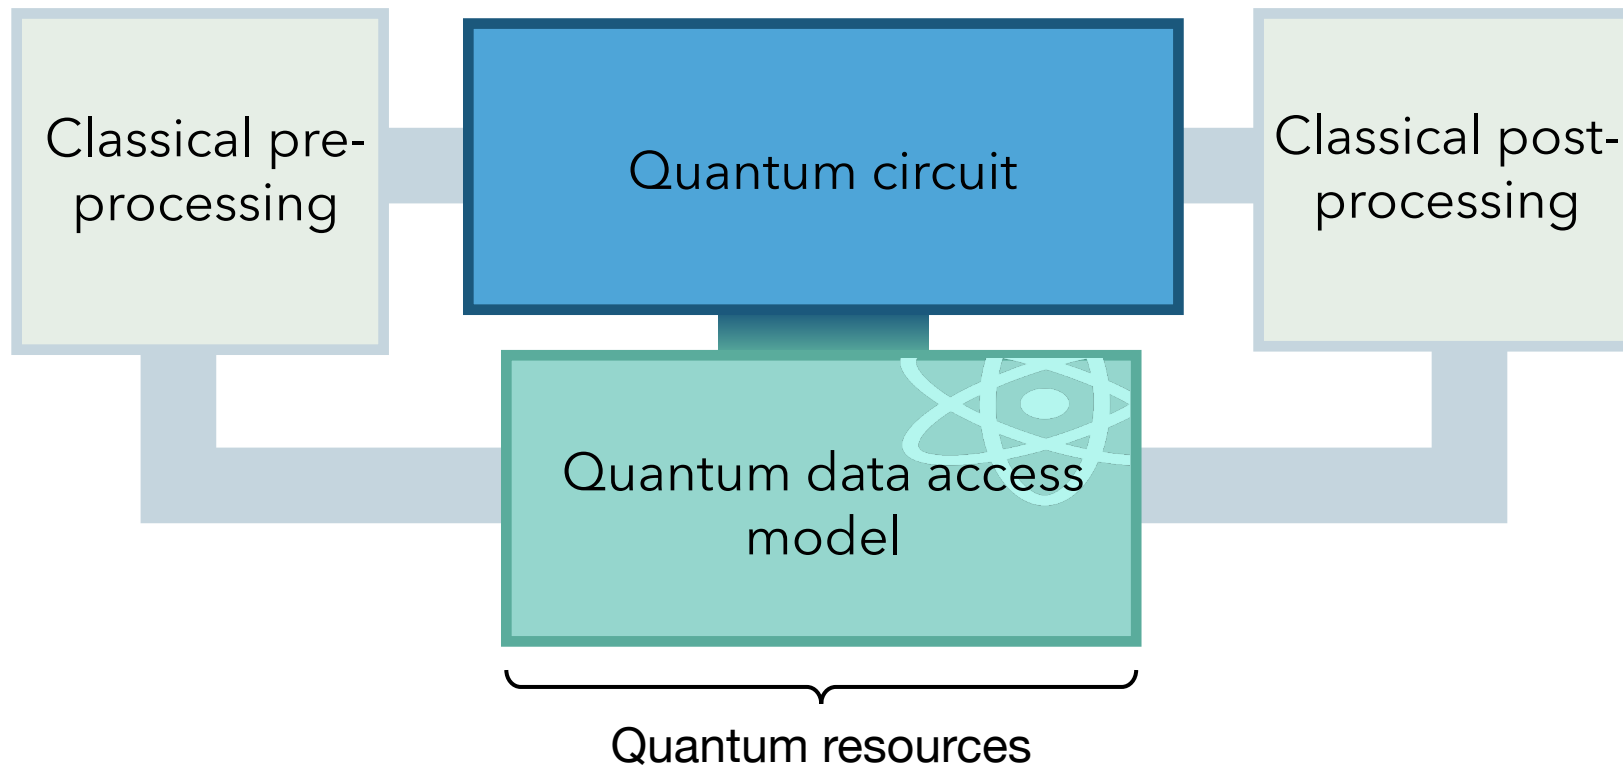 Classical pre-
processing
Quantum circuit
Classical post-
processing
Quantum data access
model
Quantum resources